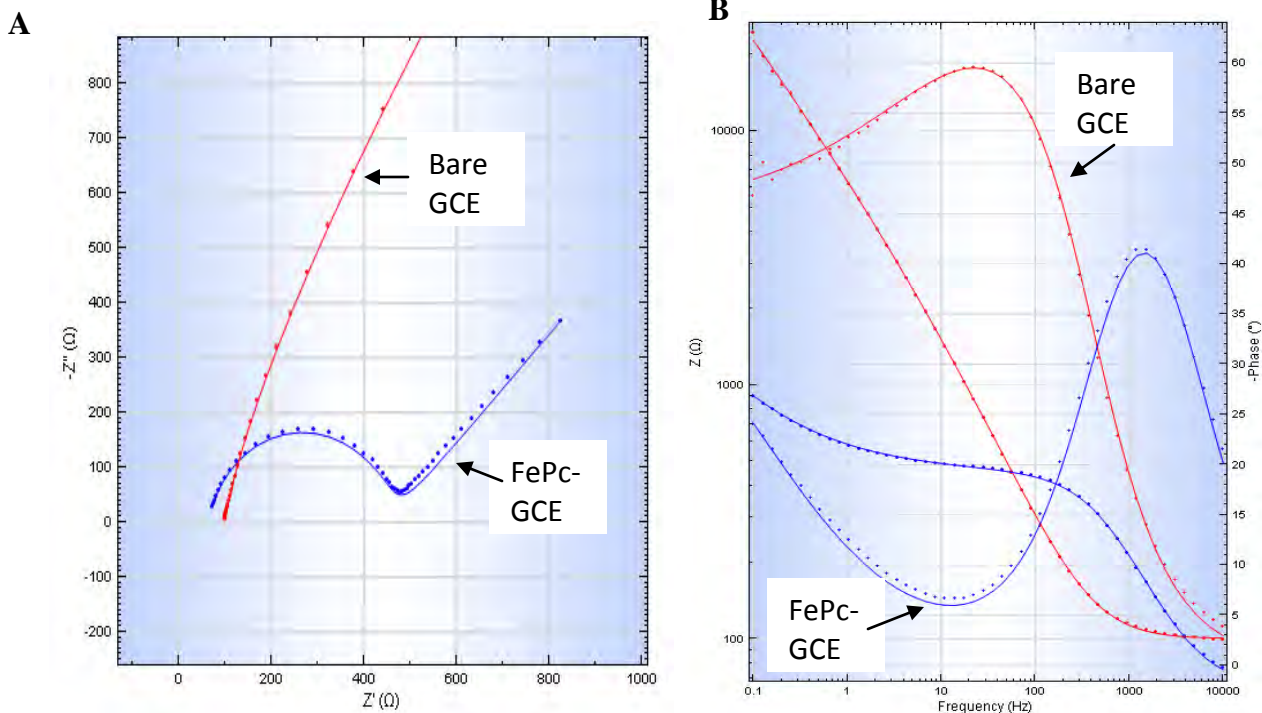 A
800
700
600
500
400
300
200
100
0
-100
-200
-Z" (Ω)
0
200
400
600
800
1000
Z' (Ω)
Bare
GCE
FePc-
GCE
B
10000
1000
100
Z (Ω)
60
55
50
45
40
35
30
25
20
15
10
5
0
-Phase (°)
0.1
1
10
100
1000
10000
Frequency (Hz)
Bare
GCE
FePc-
GCE